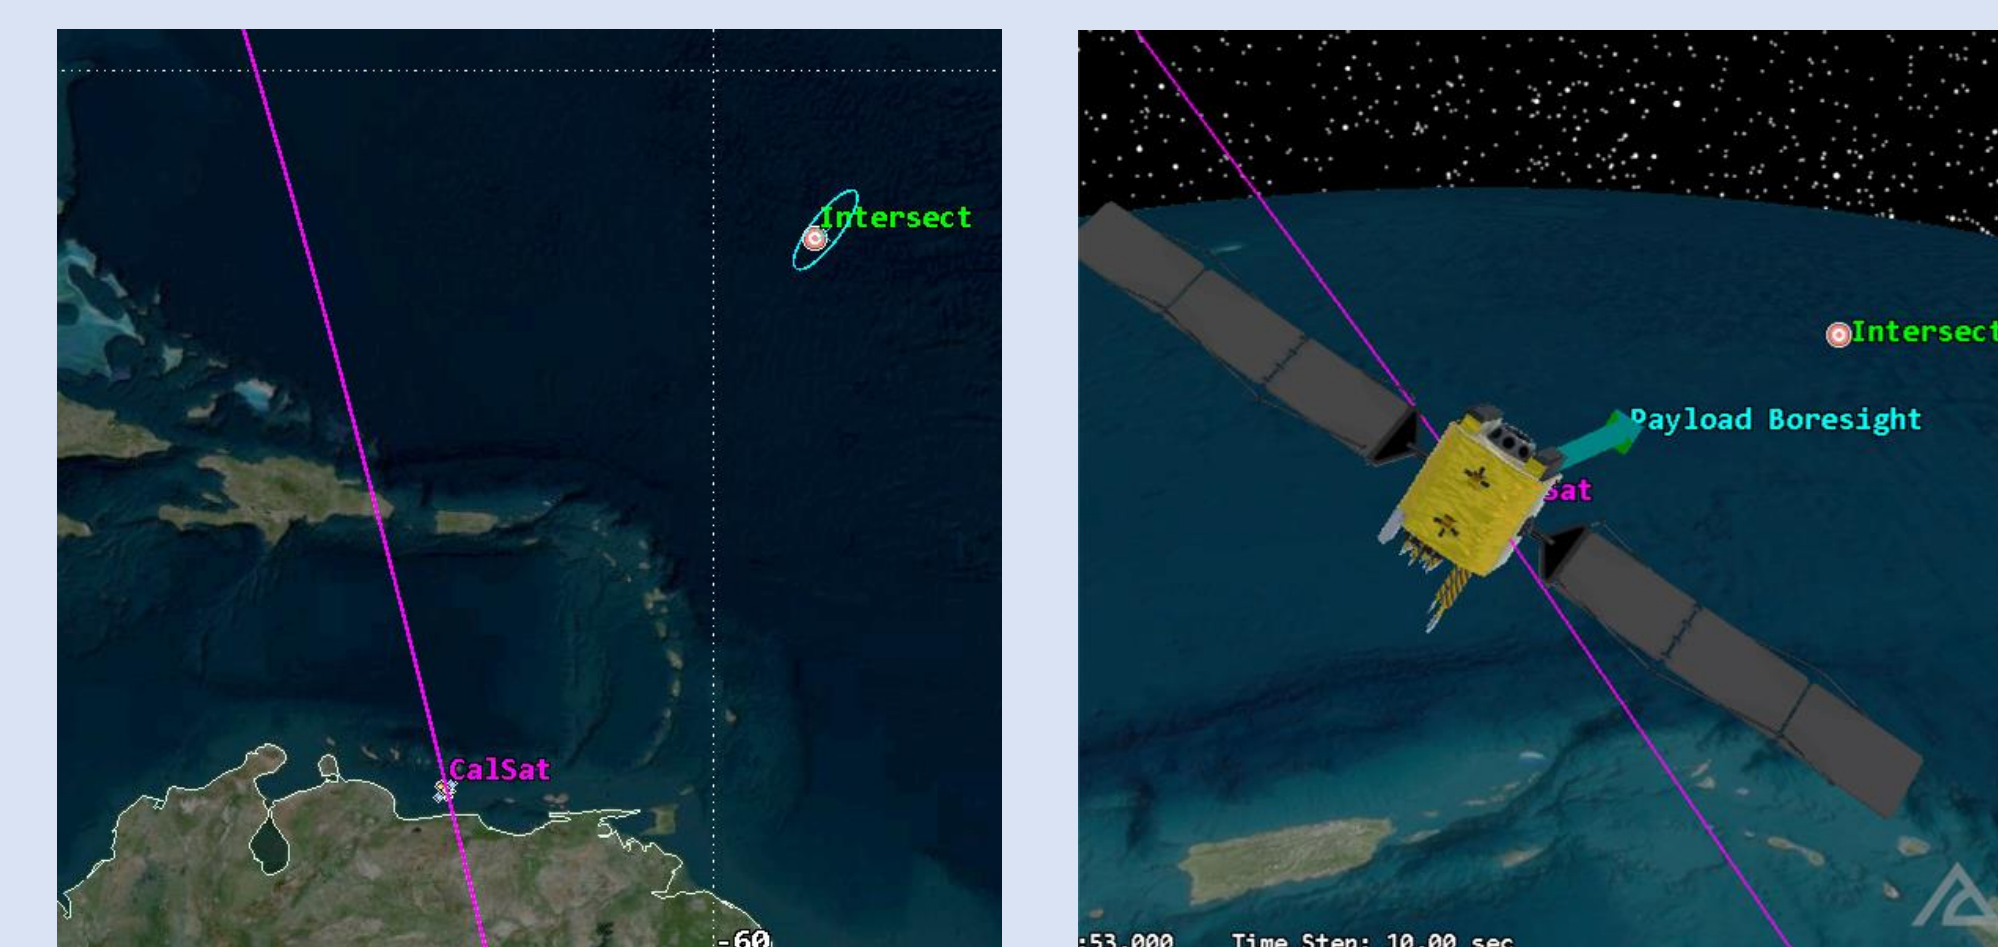 Intersect
CalSat
-60
Intersect
Payload Boresight
Sat
:53.000 Time Step: 10.00 sec